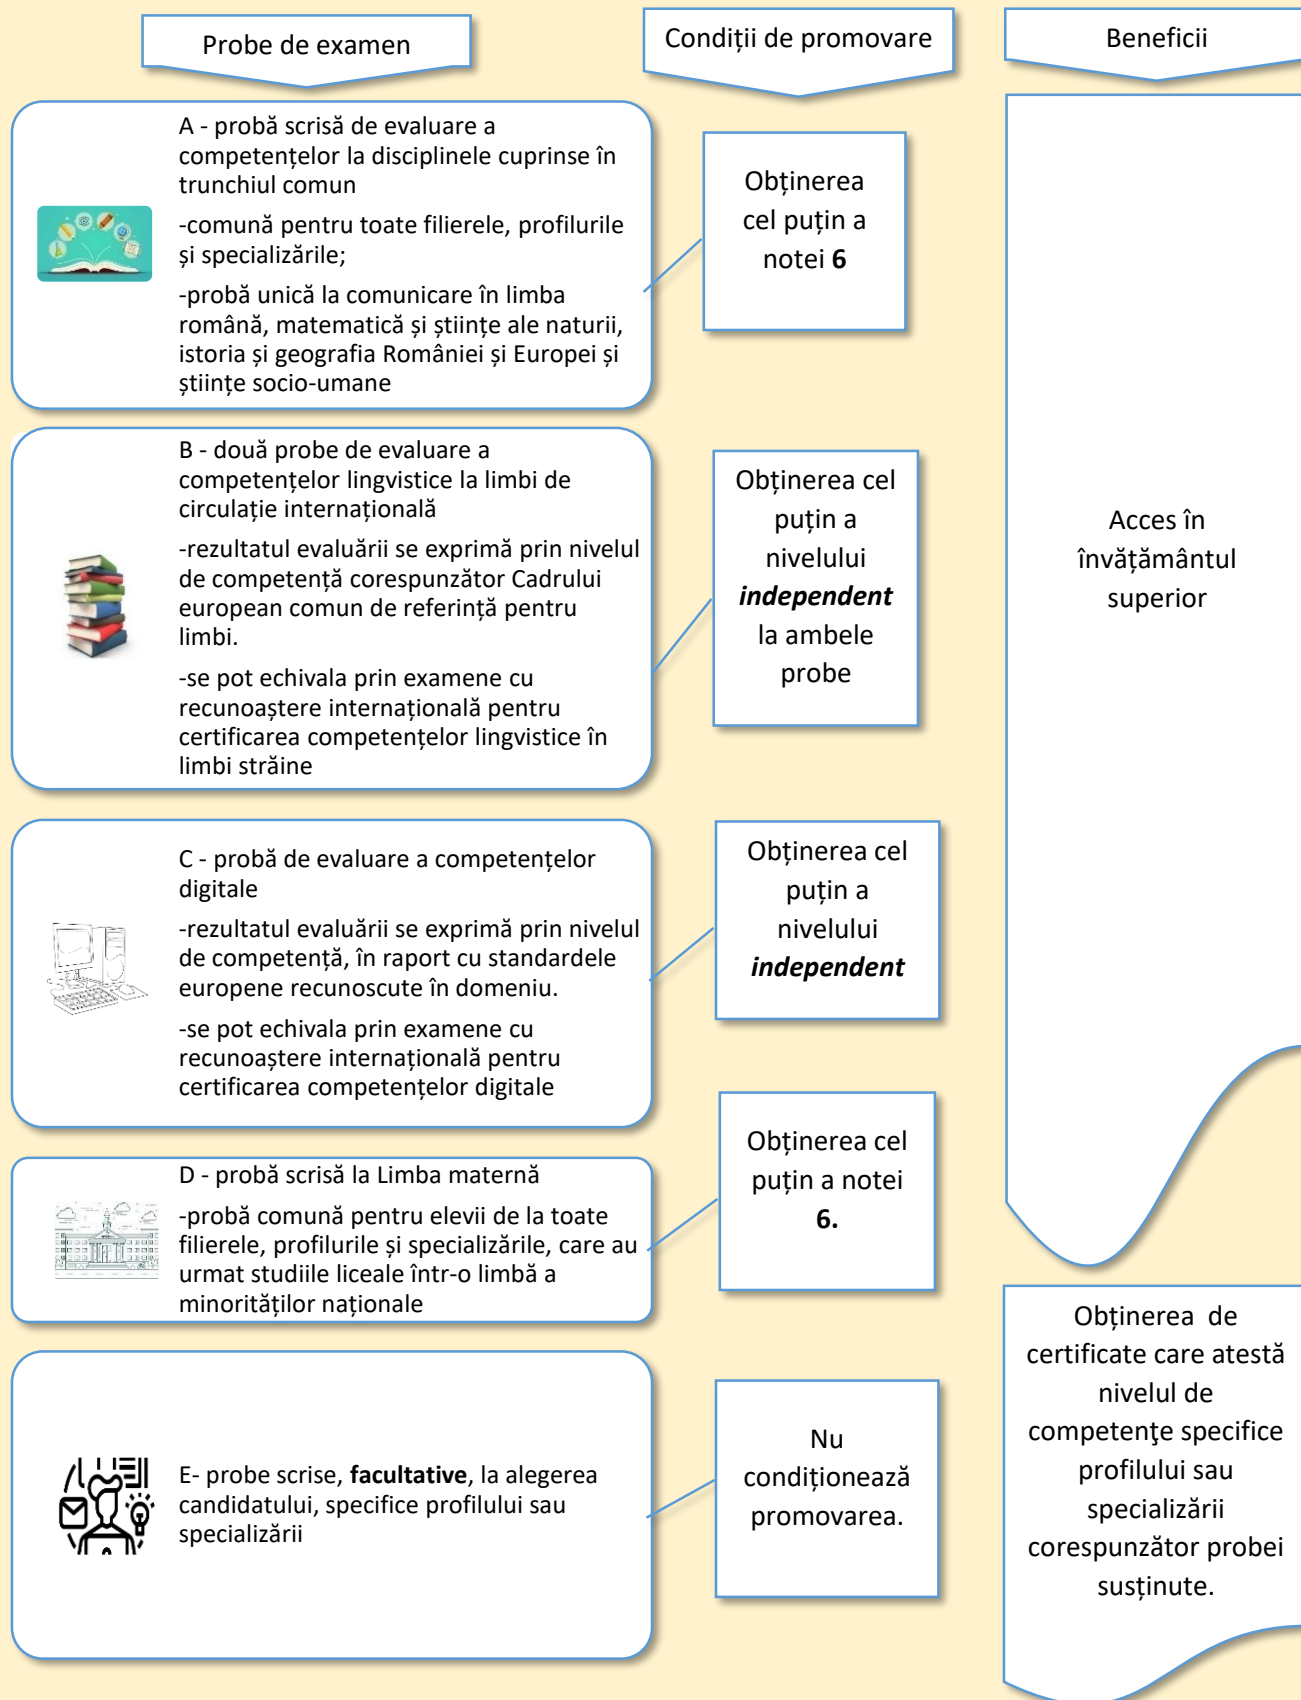 Probe de examen
Condiții de promovare
Beneficii
A - probă scrisă de evaluare a
competențelor la disciplinele cuprinse în
trunchiul comun
-comună pentru toate filierele, profilurile
și specializările;
-probă unică la comunicare în limba
română, matematică și științe ale naturii,
istoria și geografia României și Europei și
științe socio-umane
Obținerea
cel puțin a
notei 6
B - două probe de evaluare a
competențelor lingvistice la limbi de
circulație internațională
-rezultatul evaluării se exprimă prin nivelul
de competență corespunzător Cadrului
european comun de referință pentru
limbi.
-se pot echivala prin examene cu
recunoaștere internațională pentru
certificarea competențelor lingvistice în
limbi străine
Obținerea cel
puțin a
nivelului
independent
la ambele
probe
Acces în
învățământul
superior
C - probă de evaluare a competențelor
digitale
-rezultatul evaluării se exprimă prin nivelul
de competență, în raport cu standardele
europene recunoscute în domeniu.
-se pot echivala prin examene cu
recunoaștere internațională pentru
certificarea competențelor digitale
Obținerea cel
puțin a
nivelului
independent
D - probă scrisă la Limba maternă
-probă comună pentru elevii de la toate
filierele, profilurile și specializările, care au
urmat studiile liceale într-o limbă a
minorităților naționale
Obținerea cel
puțin a notei
6.
E- probe scrise, facultative, la alegerea
candidatului, specifice profilului sau
specializării
Nu
condiționează
promovarea.
Obținerea de
certificate care atestă
nivelul de
competenţe specifice
profilului sau
specializării
corespunzător probei
susținute.